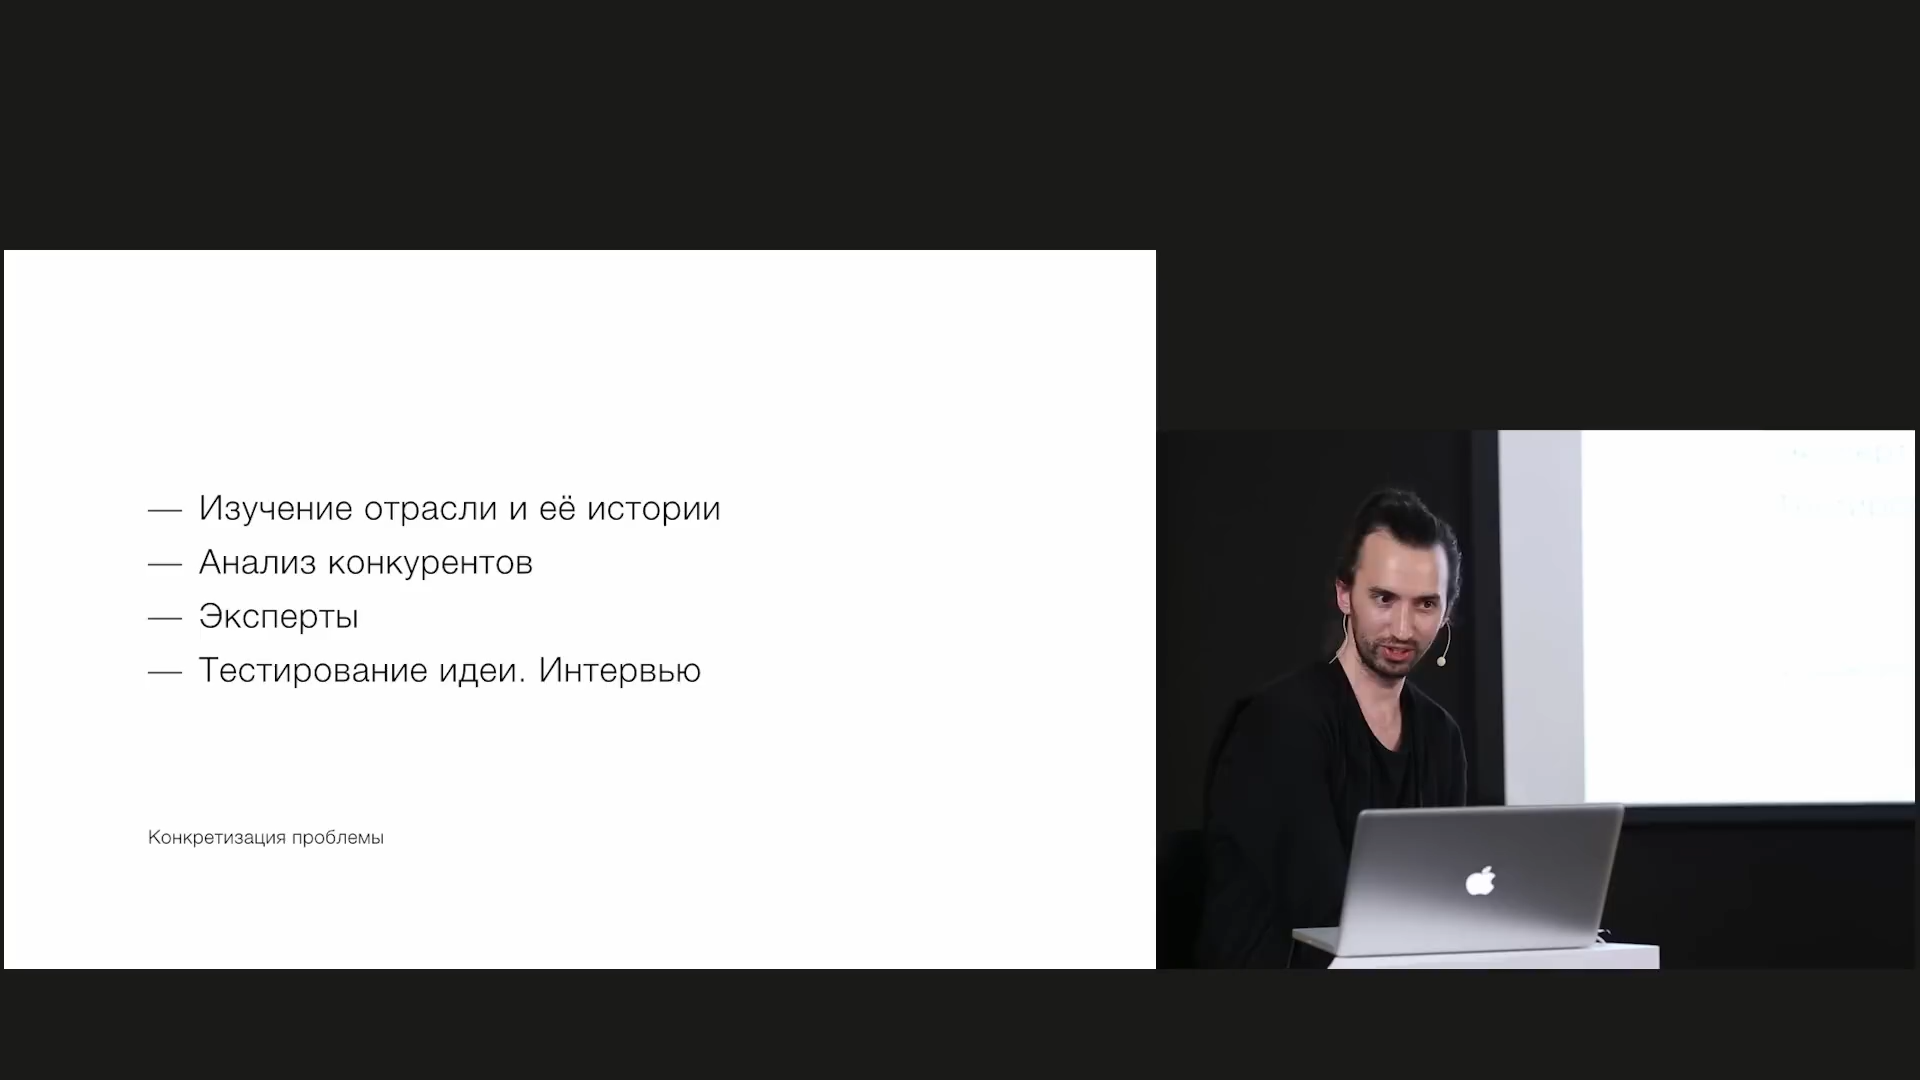 — Изучение отрасли и её истории
— Анализ конкурентов
— Эксперты
— Тестирование идеи. Интервью
Конкретизация проблемы